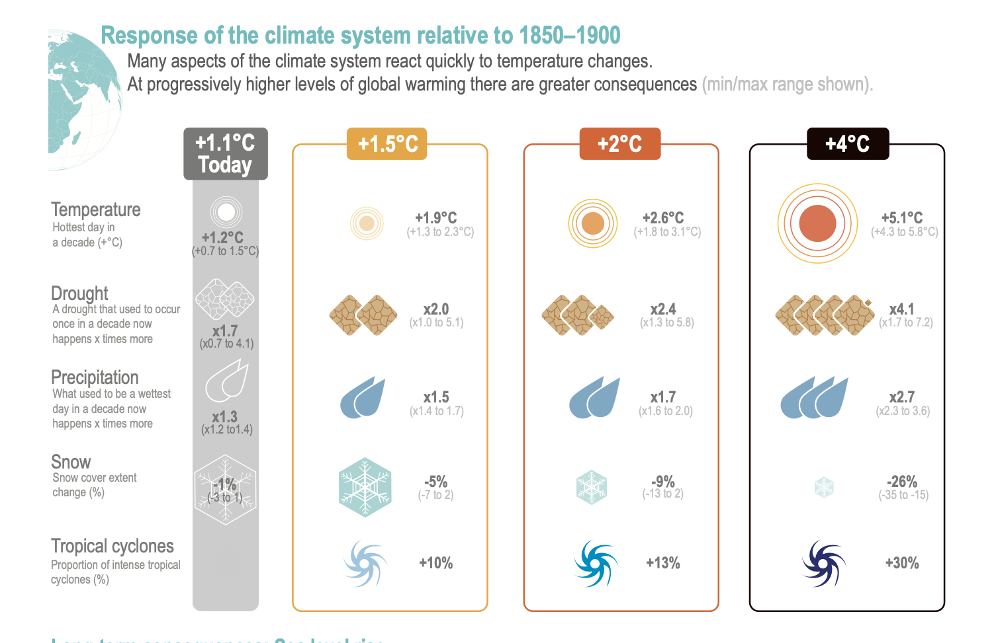 Response of the climate system relative to 1850–1900
Many aspects of the climate system react quickly to temperature changes.
At progressively higher levels of global warming there are greater consequences (min/max range shown).
+1.1°C
Today
+1.5°C
+2°C
+4°C
Temperature
Hottest day in
a decade (+°C)
+1.2°C
(+0.7 to 1.5°C)
+1.9°C
(+1.3 to 2.3°C)
+2.6°C
(+1.8 to 3.1°C)
+5.1°C
(+4.3 to 5.8°C)
Drought
A drought that used to occur
once in a decade now
happens x times more
x1.7
(x0.7 to 4.1)
x2.0
(x1.0 to 5.1)
x2.4
(x1.3 to 5.8)
x4.1
(x1.7 to 7.2)
Precipitation
What used to be a wettest
day in a decade now
happens x times more
x1.3
(x1.2 to1.4)
x1.5
(x1.4 to 1.7)
x1.7
(x1.6 to 2.0)
x2.7
(x2.3 to 3.6)
Snow
Snow cover extent
change (%)
-1%
(-3 to 1)
-5%
(-7 to 2)
-9%
(-13 to 2)
-26%
(-35 to -15)
Tropical cyclones
Proportion of intense tropical
cyclones (%)
+10%
+13%
+30%
Long-term consequences: Sea level rise